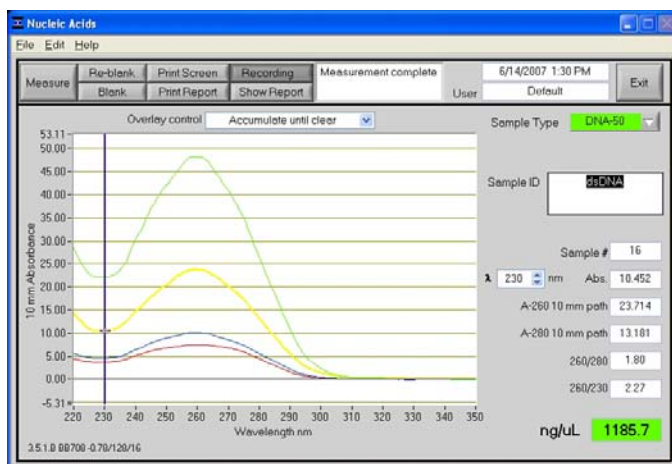 Nucleic Acids
File Edit Help
Measure
Re-blank Print Screen Recording
Blank Print Report Show Report
Measurement complete
6/14/2007 1:30 PM
User Default
Exit
Overlay control Accumulate until clear
Sample Type DNA-50
Sample ID dsDNA
Sample # 16
λ 230 nm Abs. 10.452
A-260 10 mm path 23.714
A-280 10 mm path 13.181
260/280 1.80
260/230 2.27
ng/uL 1185.7
10 mm Absorbance
53.11
50.00
45.00
40.00
35.00
30.00
25.00
20.00
15.00
10.00
5.00
0.00
-5.31
220 230 240 250 260 270 280 290 300 310 320 330 340 350
Wavelength nm